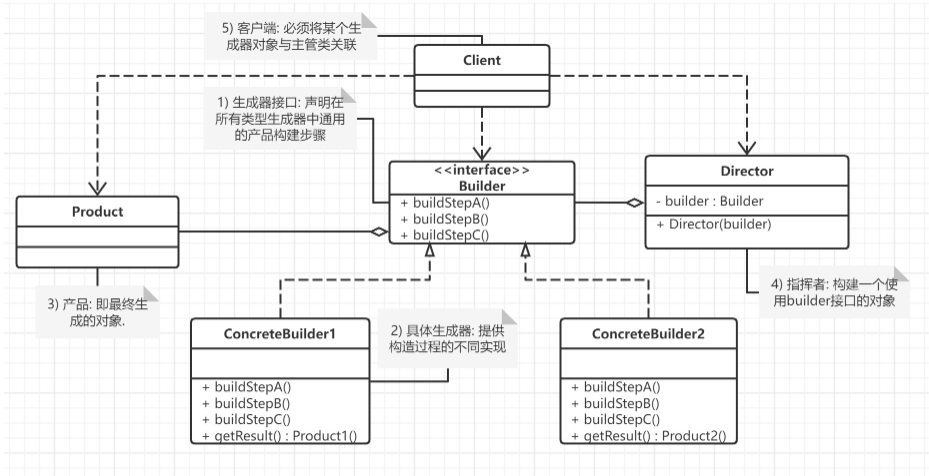 5) 客户端: 必须将某个生
成器对象与主管类关联
Client
1) 生成器接口: 声明在
所有类型生成器中通用
的产品构建步骤
<<interface>>
Builder
+ buildStepA()
+ buildStepB()
+ buildStepC()
Director
- builder : Builder
+ Director(builder)
Product
3) 产品: 即最终生
成的对象.
4) 指挥者: 构建一个使
用builder接口的对象
ConcreteBuilder1
+ buildStepA()
+ buildStepB()
+ buildStepC()
+ getResult() : Product1()
2) 具体生成器: 提供
构造过程的不同实现
ConcreteBuilder2
+ buildStepA()
+ buildStepB()
+ buildStepC()
+ getResult() : Product2()